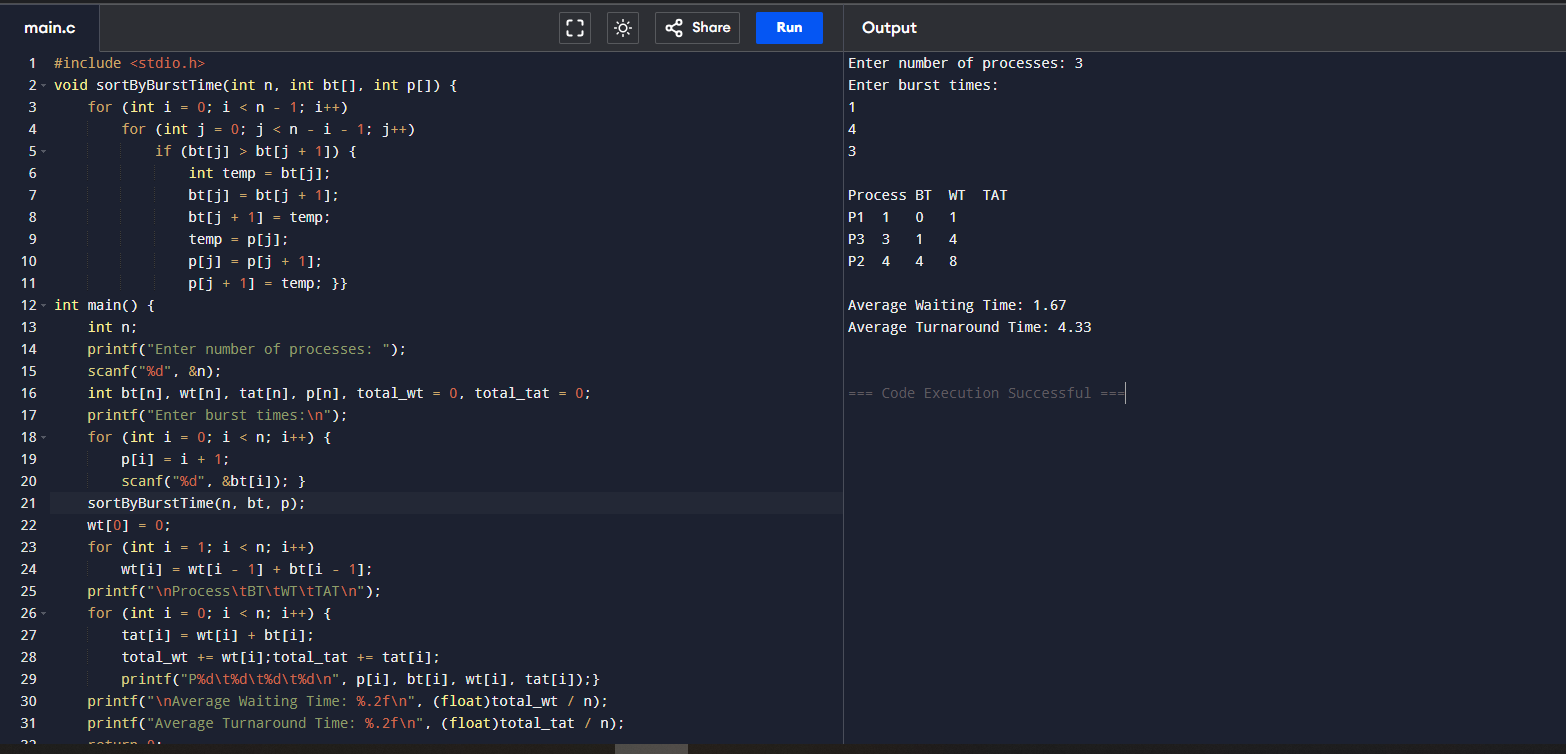 main.c
Share
Run
Output
1 #include <stdio.h>
2 void sortByBurstTime(int n, int bt[], int p[]) {
3     for (int i = 0; i < n - 1; i++)
4         for (int j = 0; j < n - i - 1; j++)
5             if (bt[j] > bt[j + 1]) {
6                 int temp = bt[j];
7                 bt[j] = bt[j + 1];
8                 bt[j + 1] = temp;
9                 temp = p[j];
10                 p[j] = p[j + 1];
11                 p[j + 1] = temp; }}
12 int main() {
13     int n;
14     printf("Enter number of processes: ");
15     scanf("%d", &n);
16     int bt[n], wt[n], tat[n], p[n], total_wt = 0, total_tat = 0;
17     printf("Enter burst times:\n");
18     for (int i = 0; i < n; i++) {
19         p[i] = i + 1;
20         scanf("%d", &bt[i]); }
21     sortByBurstTime(n, bt, p);
22     wt[0] = 0;
23     for (int i = 1; i < n; i++)
24         wt[i] = wt[i - 1] + bt[i - 1];
25     printf("\nProcess\tBT\tWT\tTAT\n");
26     for (int i = 0; i < n; i++) {
27         tat[i] = wt[i] + bt[i];
28         total_wt += wt[i];total_tat += tat[i];
29         printf("P%d\t%d\t%d\t%d\n", p[i], bt[i], wt[i], tat[i]);}
30     printf("\nAverage Waiting Time: %.2f\n", (float)total_wt / n);
31     printf("Average Turnaround Time: %.2f\n", (float)total_tat / n);
32     return 0;
Enter number of processes: 3
Enter burst times:
1
4
3
Process BT  WT  TAT
P1  1   0   1
P3  3   1   4
P2  4   4   8
Average Waiting Time: 1.67
Average Turnaround Time: 4.33
=== Code Execution Successful ===